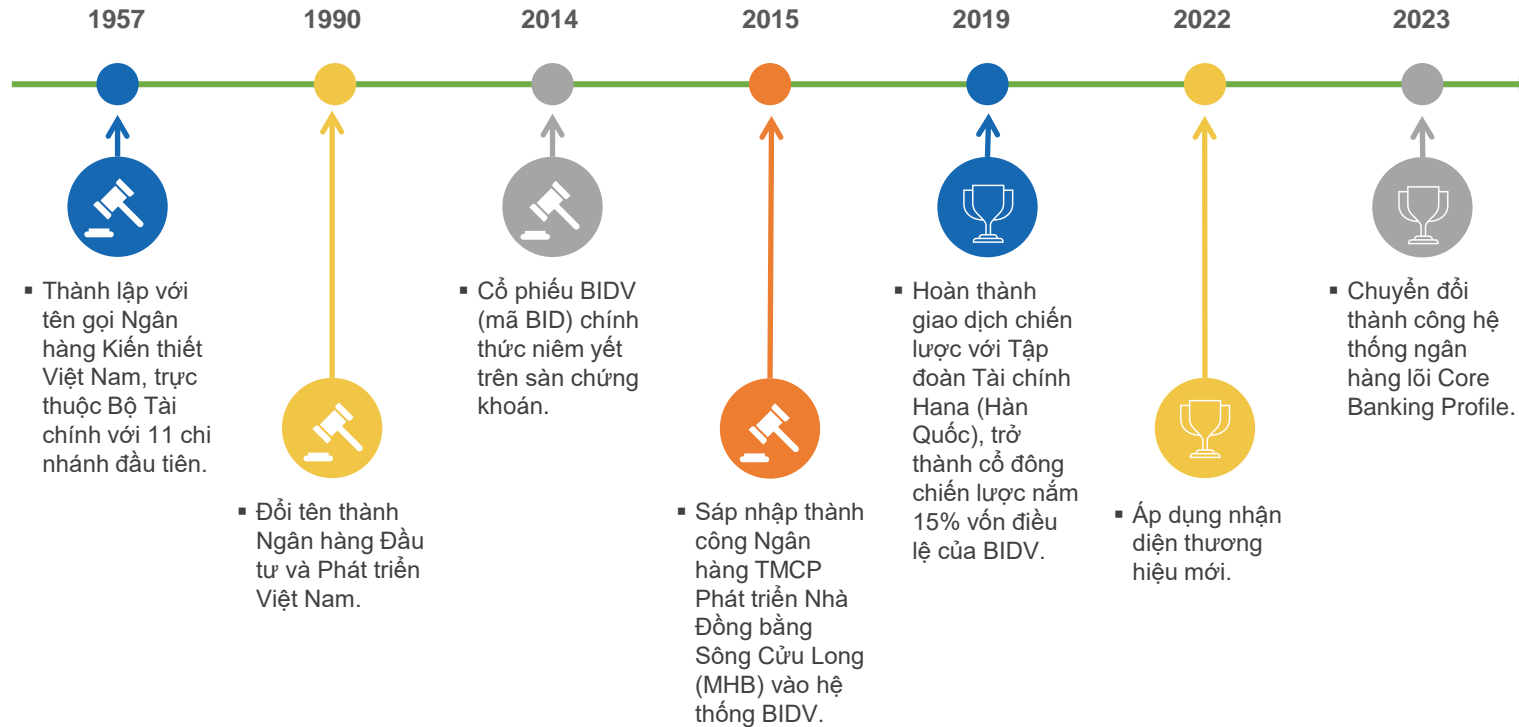 1957
1990
2014
2015
2019
2022
2023
▪ Thành lập với
tên gọi Ngân
hàng Kiến thiết
Việt Nam, trực
thuộc Bộ Tài
chính với 11 chi
nhánh đầu tiên.
▪ Đổi tên thành
Ngân hàng Đầu
tư và Phát triển
Việt Nam.
▪ Cổ phiếu BIDV
(mã BID) chính
thức niêm yết
trên sàn chứng
khoán.
▪ Sáp nhập thành
công Ngân
hàng TMCP
Phát triển Nhà
Đồng bằng
Sông Cửu Long
(MHB) vào hệ
thống BIDV.
▪ Hoàn thành
giao dịch chiến
lược với Tập
đoàn Tài chính
Hana (Hàn
Quốc), trở
thành cổ đông
chiến lược nắm
15% vốn điều
lệ của BIDV.
▪ Áp dụng nhận
diện thương
hiệu mới.
▪ Chuyển đổi
thành công hệ
thống ngân
hàng lõi Core
Banking Profile.